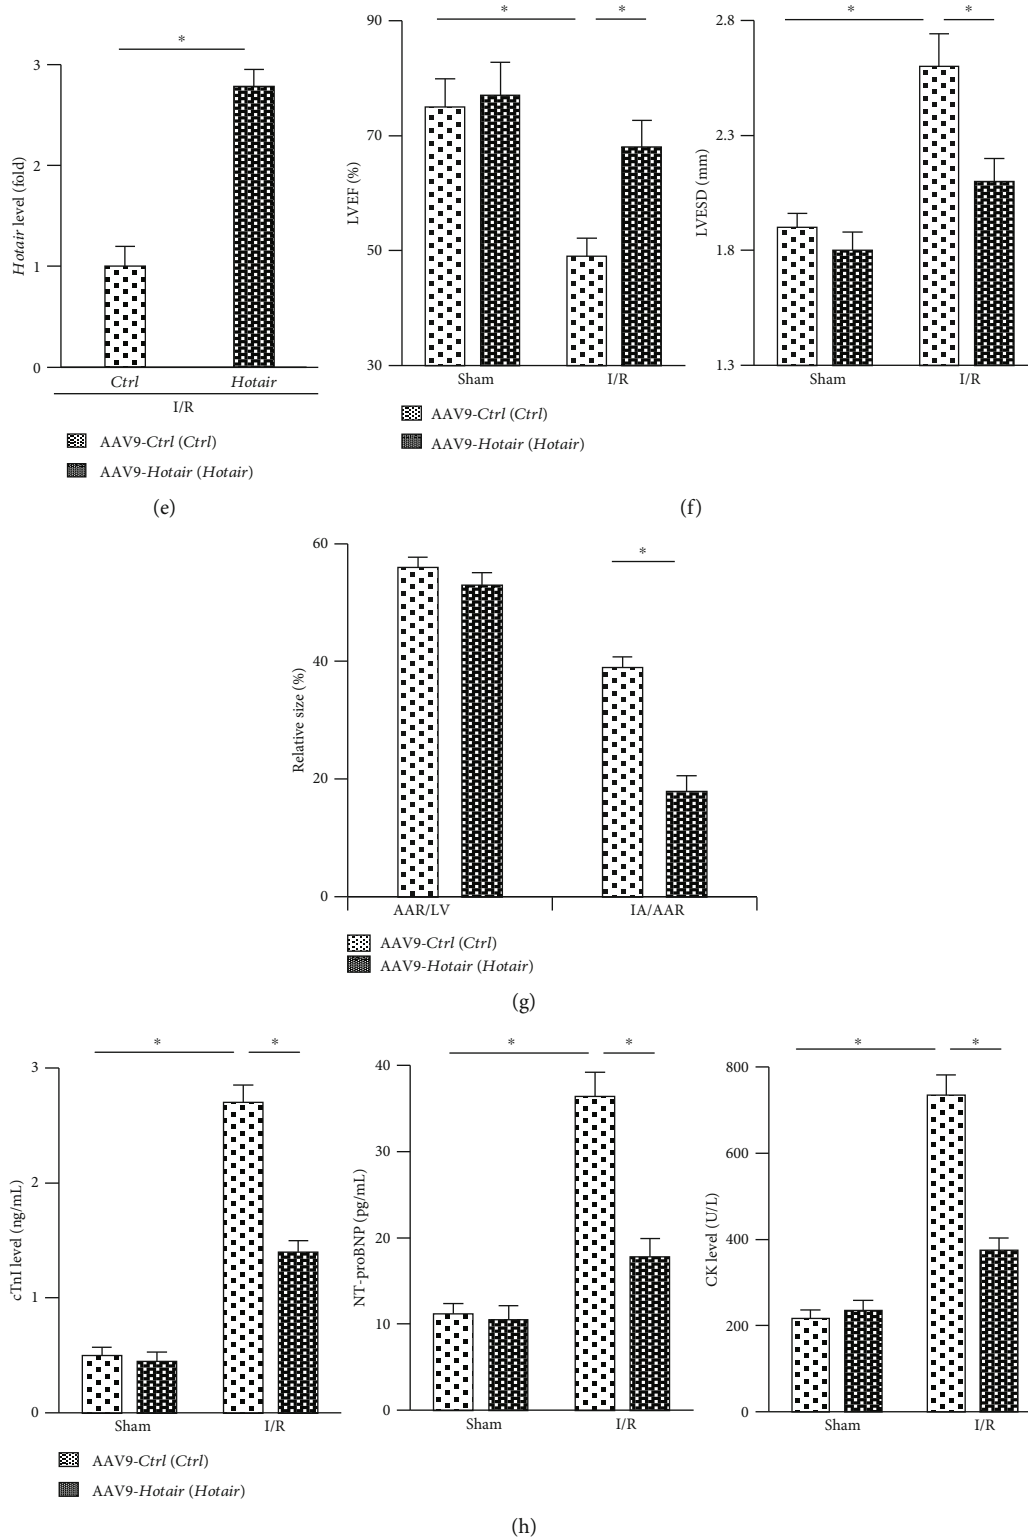 *
3
2
1
0
Hotair level (fold)
Ctrl
Hotair
I/R
AAV9-Ctrl (Ctrl)
AAV9-Hotair (Hotair)
(e)
*
*
90
70
50
30
LVEF (%)
Sham
I/R
*
*
2.8
2.3
1.8
1.3
LVESD (mm)
Sham
I/R
AAV9-Ctrl (Ctrl)
AAV9-Hotair (Hotair)
(f)
*
60
40
20
0
Relative size (%)
AAR/LV
IA/AAR
AAV9-Ctrl (Ctrl)
AAV9-Hotair (Hotair)
(g)
*
*
3
2
1
0
cTnI level (ng/mL)
Sham
I/R
*
*
40
30
20
10
0
NT-proBNP (pg/mL)
Sham
I/R
*
*
800
600
400
200
0
CK level (U/L)
Sham
I/R
AAV9-Ctrl (Ctrl)
AAV9-Hotair (Hotair)
(h)